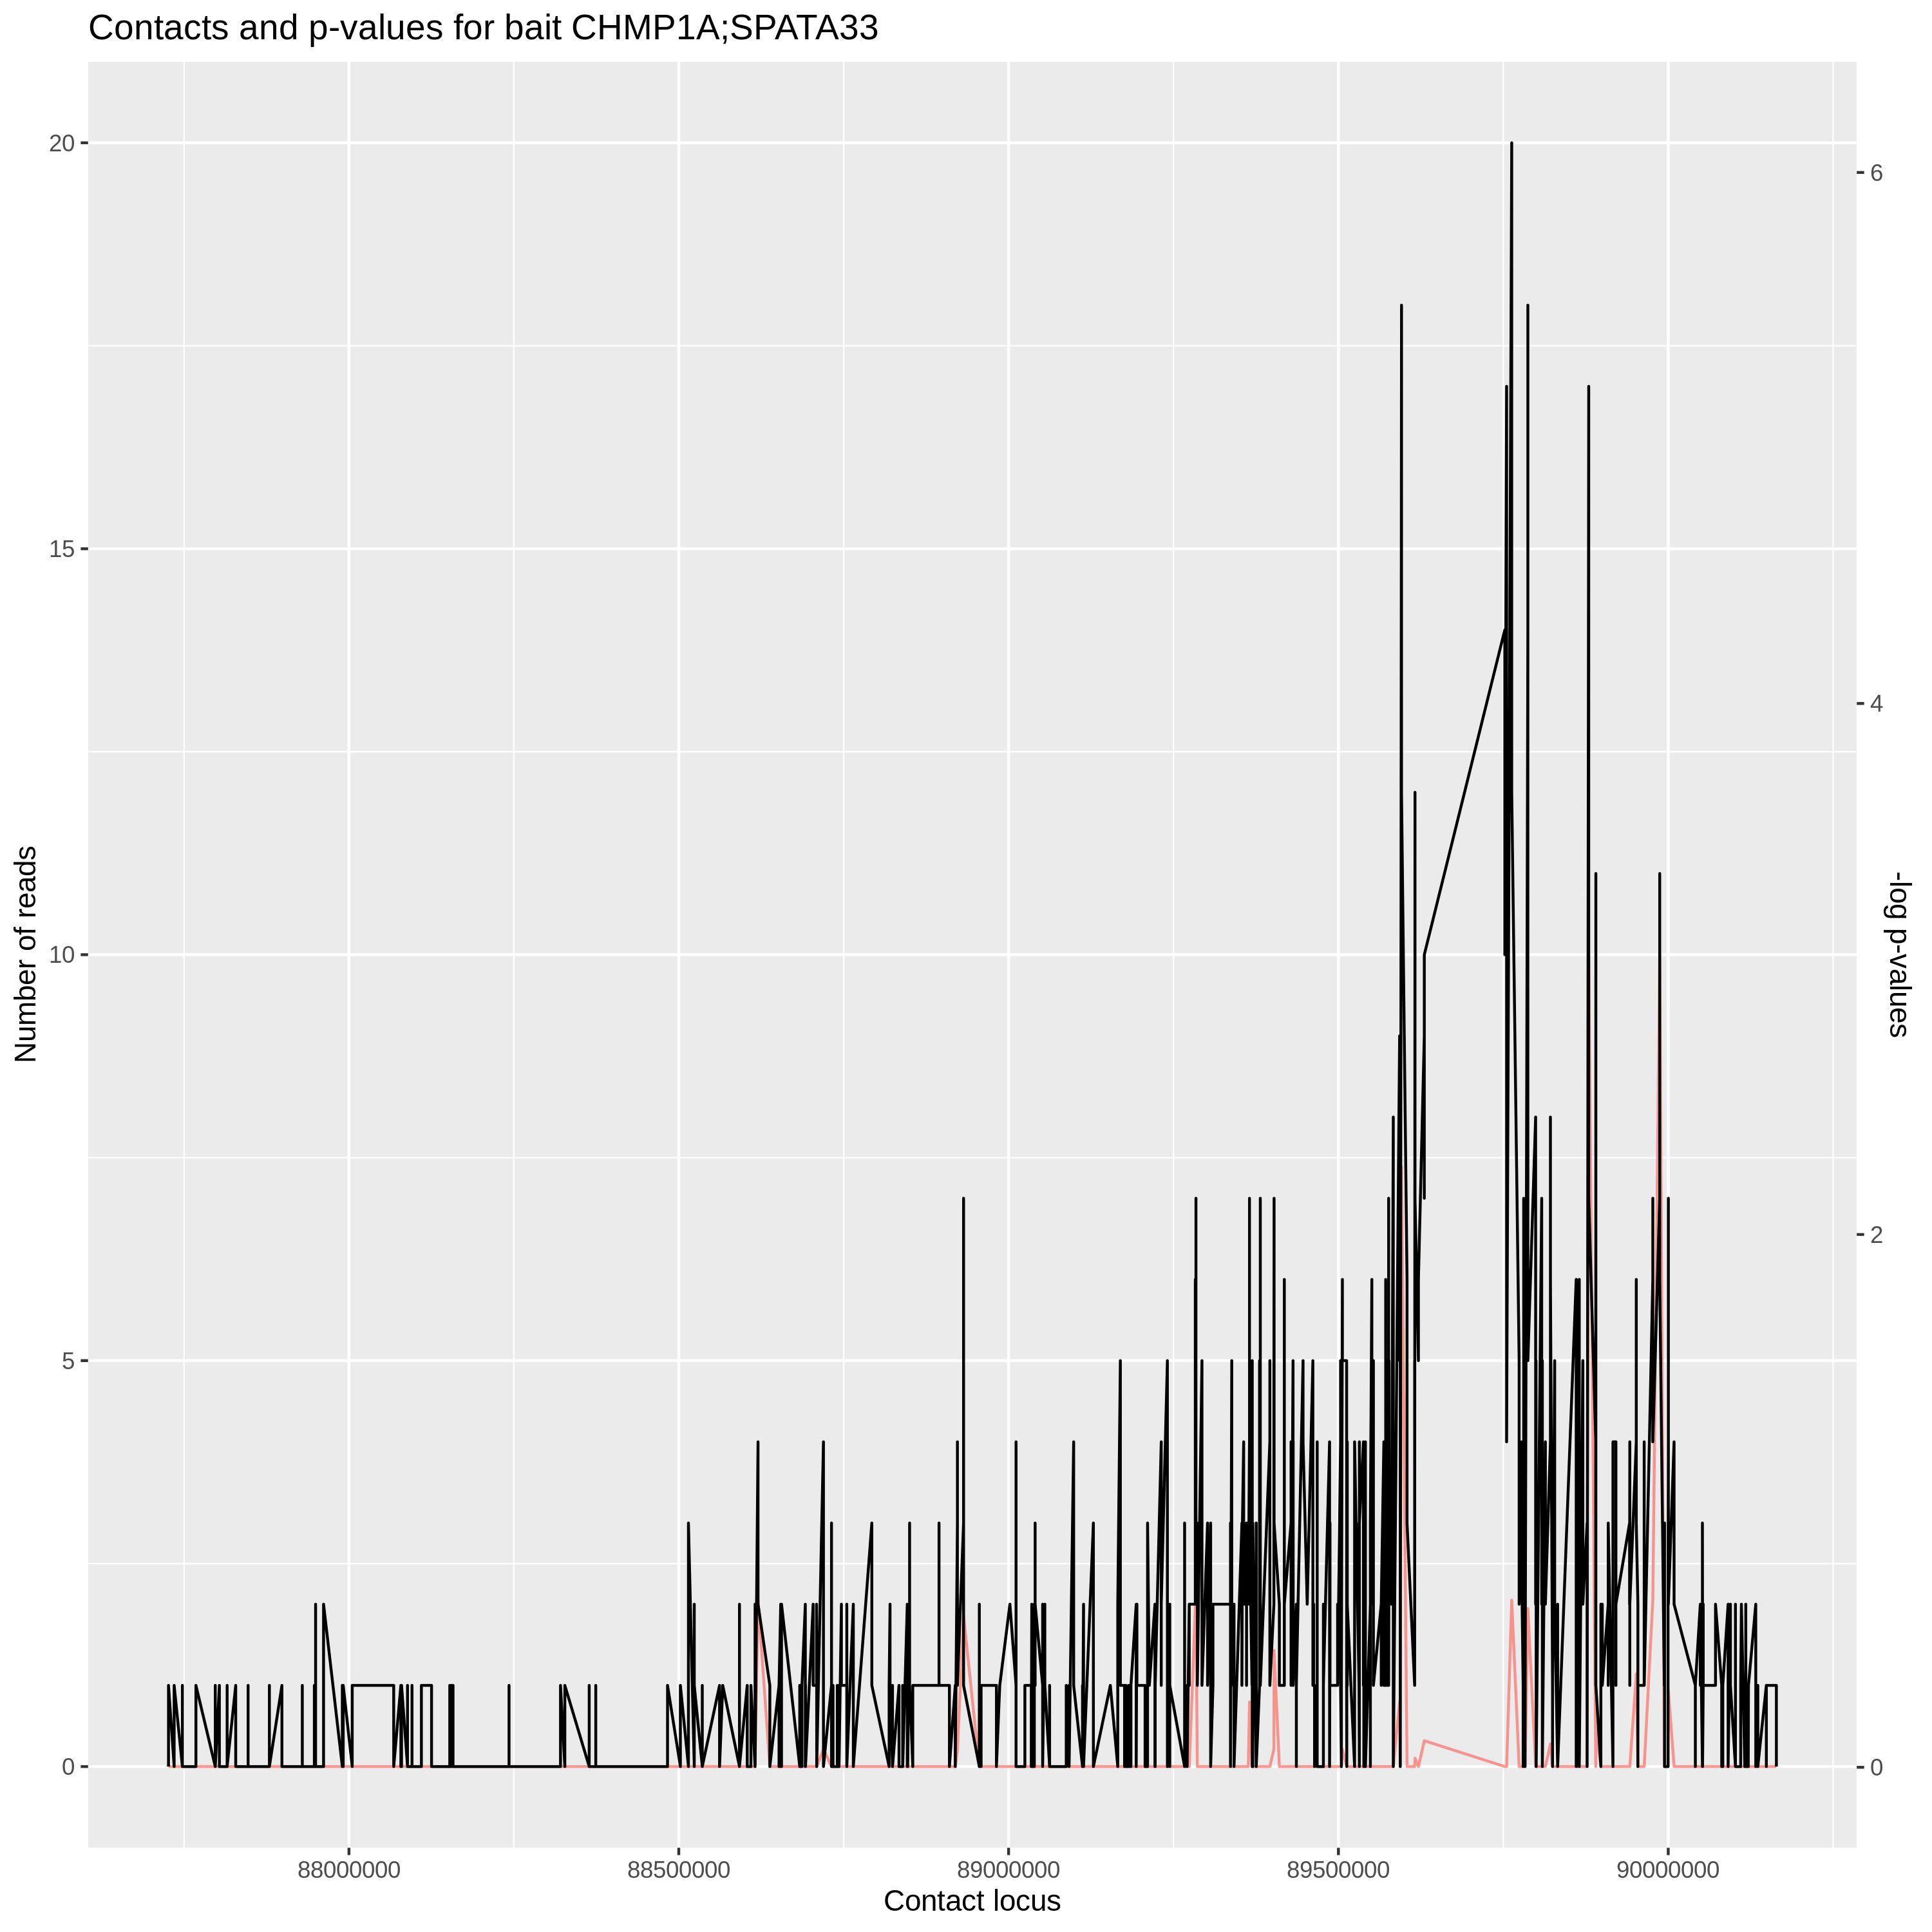 Contacts and p-values for bait CHMP1A;SPATA33
20
15
10
5
0
Number of reads
6
4
2
0
-log p-values
88000000 88500000 89000000 89500000 90000000
Contact locus